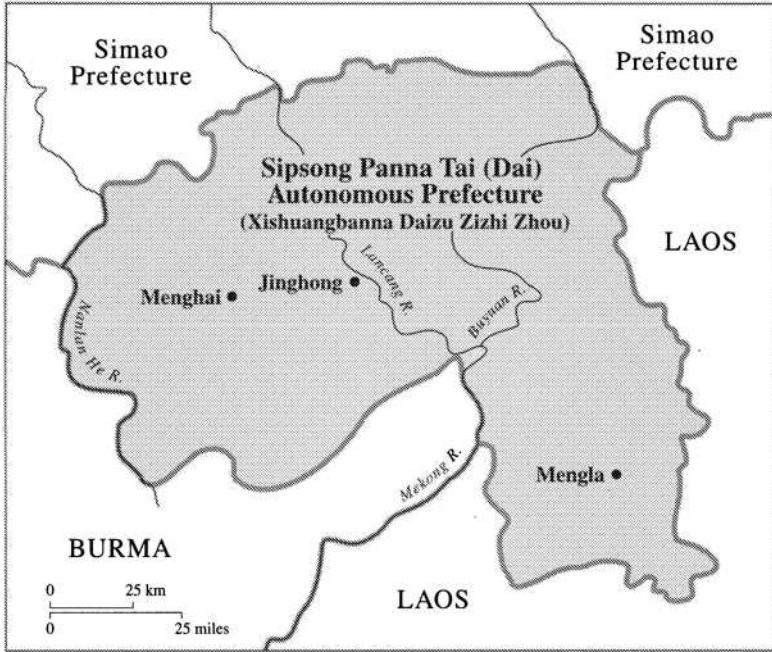 Simao
Prefecture
Simao
Prefecture
Sipsong Panna Tai (Dai)
Autonomous Prefecture
(Xishuangbanna Daizu Zizhi Zhou)
LAOS
Menghai
Jinghong
Lancang R.
Buyuan R.
Nanlan He R.
Mekong R.
Mengla
BURMA
LAOS
0 25 km
0 25 miles